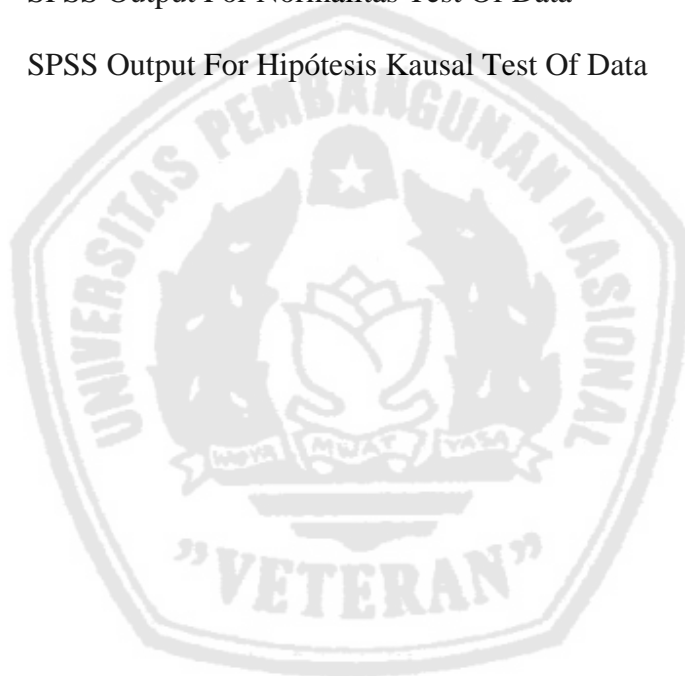 SPSS Output For Normalitas Test Of Data
SPSS Output For Hipótesis Kausal Test Of Data
UNIVERSITAS PEMBANGUNAN NASIONAL
WIDYA MWAT YASA
"VETERAN"